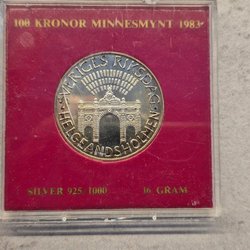 100 KRONOR MINNESMYNT 1983
SVERIGES RIKSDAG
HELGEANDSHOLMEN
SILVER 925/1000 16 GRAM